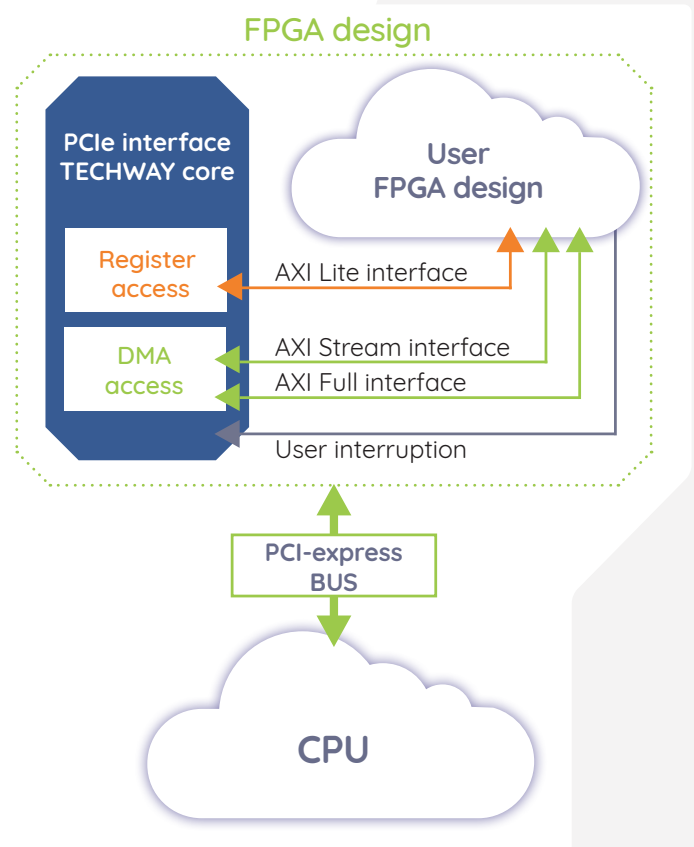 FPGA design
PCIe interface
TECHWAY core
User
FPGA design
Register
access
AXI Lite interface
DMA
access
AXI Stream interface
AXI Full interface
User interruption
PCI-express
BUS
CPU